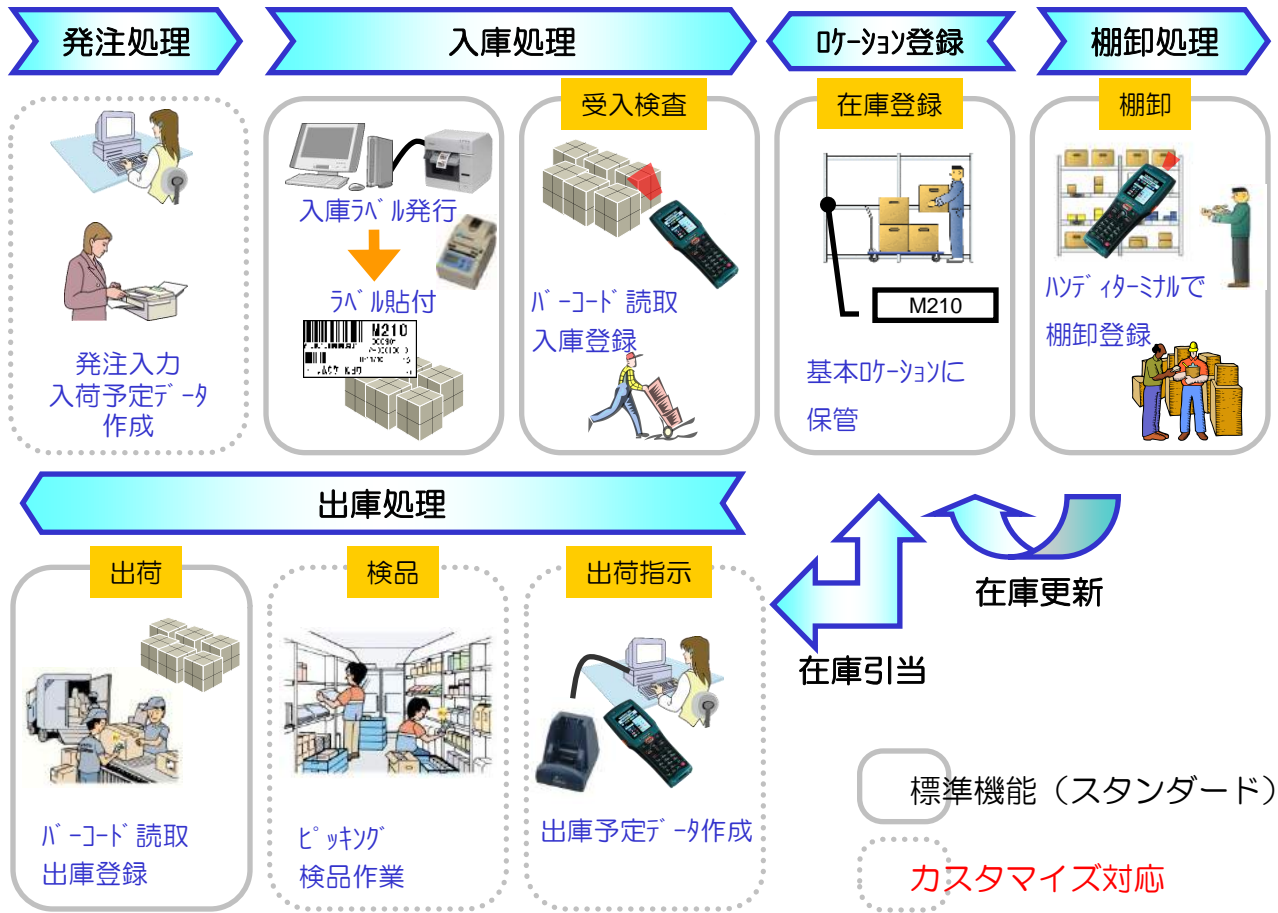 発注処理
入庫処理
ﾛｹｰｼｮﾝ登録
棚卸処理
発注入力
入荷予定ﾃﾞｰﾀ
作成
入庫ﾗﾍﾞﾙ発行
ﾗﾍﾞﾙ貼付
M210
受入検査
ﾊﾞｰｺｰﾄﾞ読取
入庫登録
在庫登録
M210
基本ﾛｹｰｼｮﾝに
保管
棚卸
ﾊﾝﾃﾞｨﾀｰﾐﾅﾙで
棚卸登録
出庫処理
出荷
ﾊﾞｰｺｰﾄﾞ読取
出庫登録
検品
ﾋﾟｯｷﾝｸﾞ
検品作業
出荷指示
出庫予定ﾃﾞｰﾀ作成
在庫引当
在庫更新
標準機能（スタンダード）
カスタマイズ対応